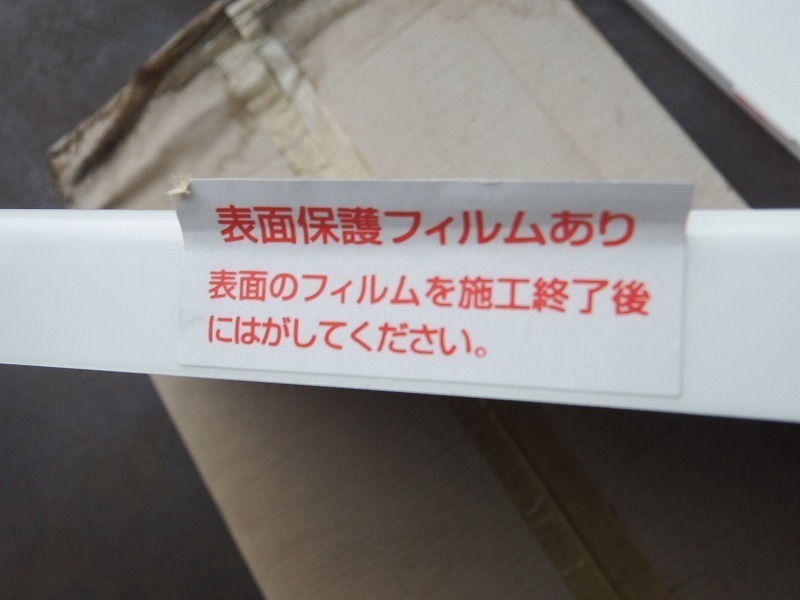 表面保護フィルムあり
表面のフィルムを施工終了後
にはがしてください。